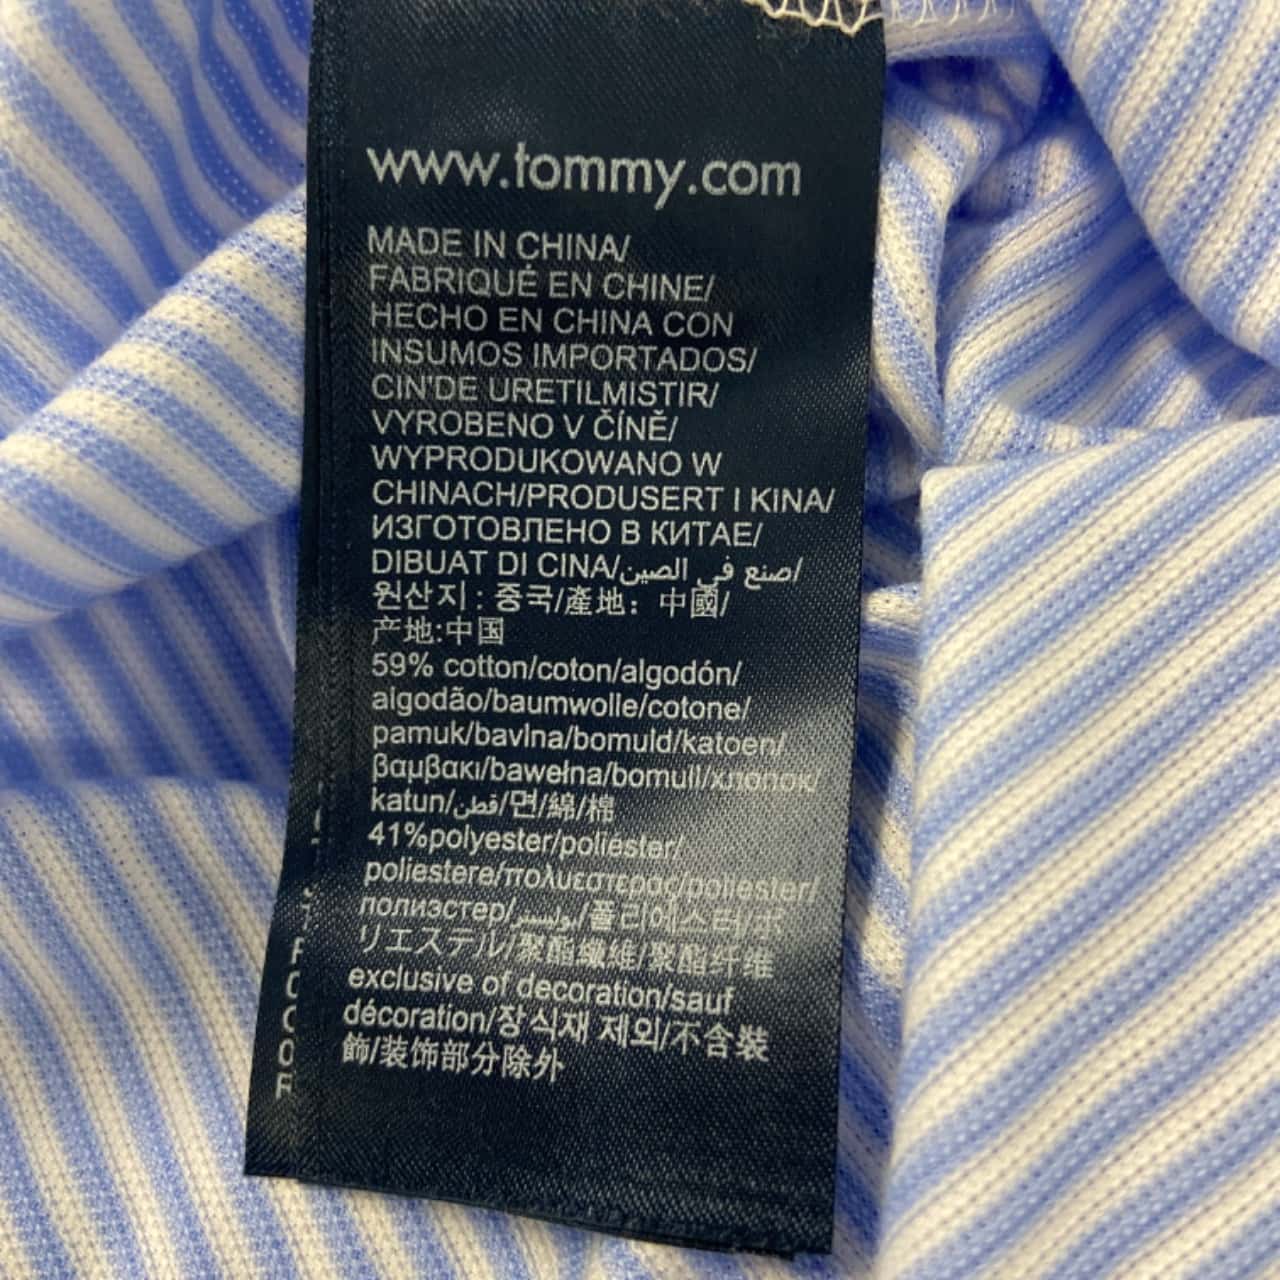 www.tommy.com
MADE IN CHINA/
FABRIQUÉ EN CHINE/
HECHO EN CHINA CON
INSUMOS IMPORTADOS/
CIN'DE URETILMISTIR/
VYROBENO V ČÍNĚ/
WYPRODUKOWANO W
CHINACH/PRODUSERT I KINA/
ИЗГОТОВЛЕНО В КИТАЕ/
DIBUAT DI CINA/صنع في الصين/
원산지 : 중국/產地：中國/
产地:中国
59% cotton/coton/algodón/
algodão/baumwolle/cotone/
pamuk/bavlna/bomuld/katoen/
βαμβακι/bawełna/bomull/хлопок/
katun/قطن/면/綿/棉
41%polyester/poliéster/
poliestere/πολυεστερας/poliester/
полиэстер/بوليستر/폴리에스터/ポ
リエステル/聚酯纖維/聚酯纤维
exclusive of decoration/sauf
décoration/장식재 제외/不含裝
飾/装饰部分除外